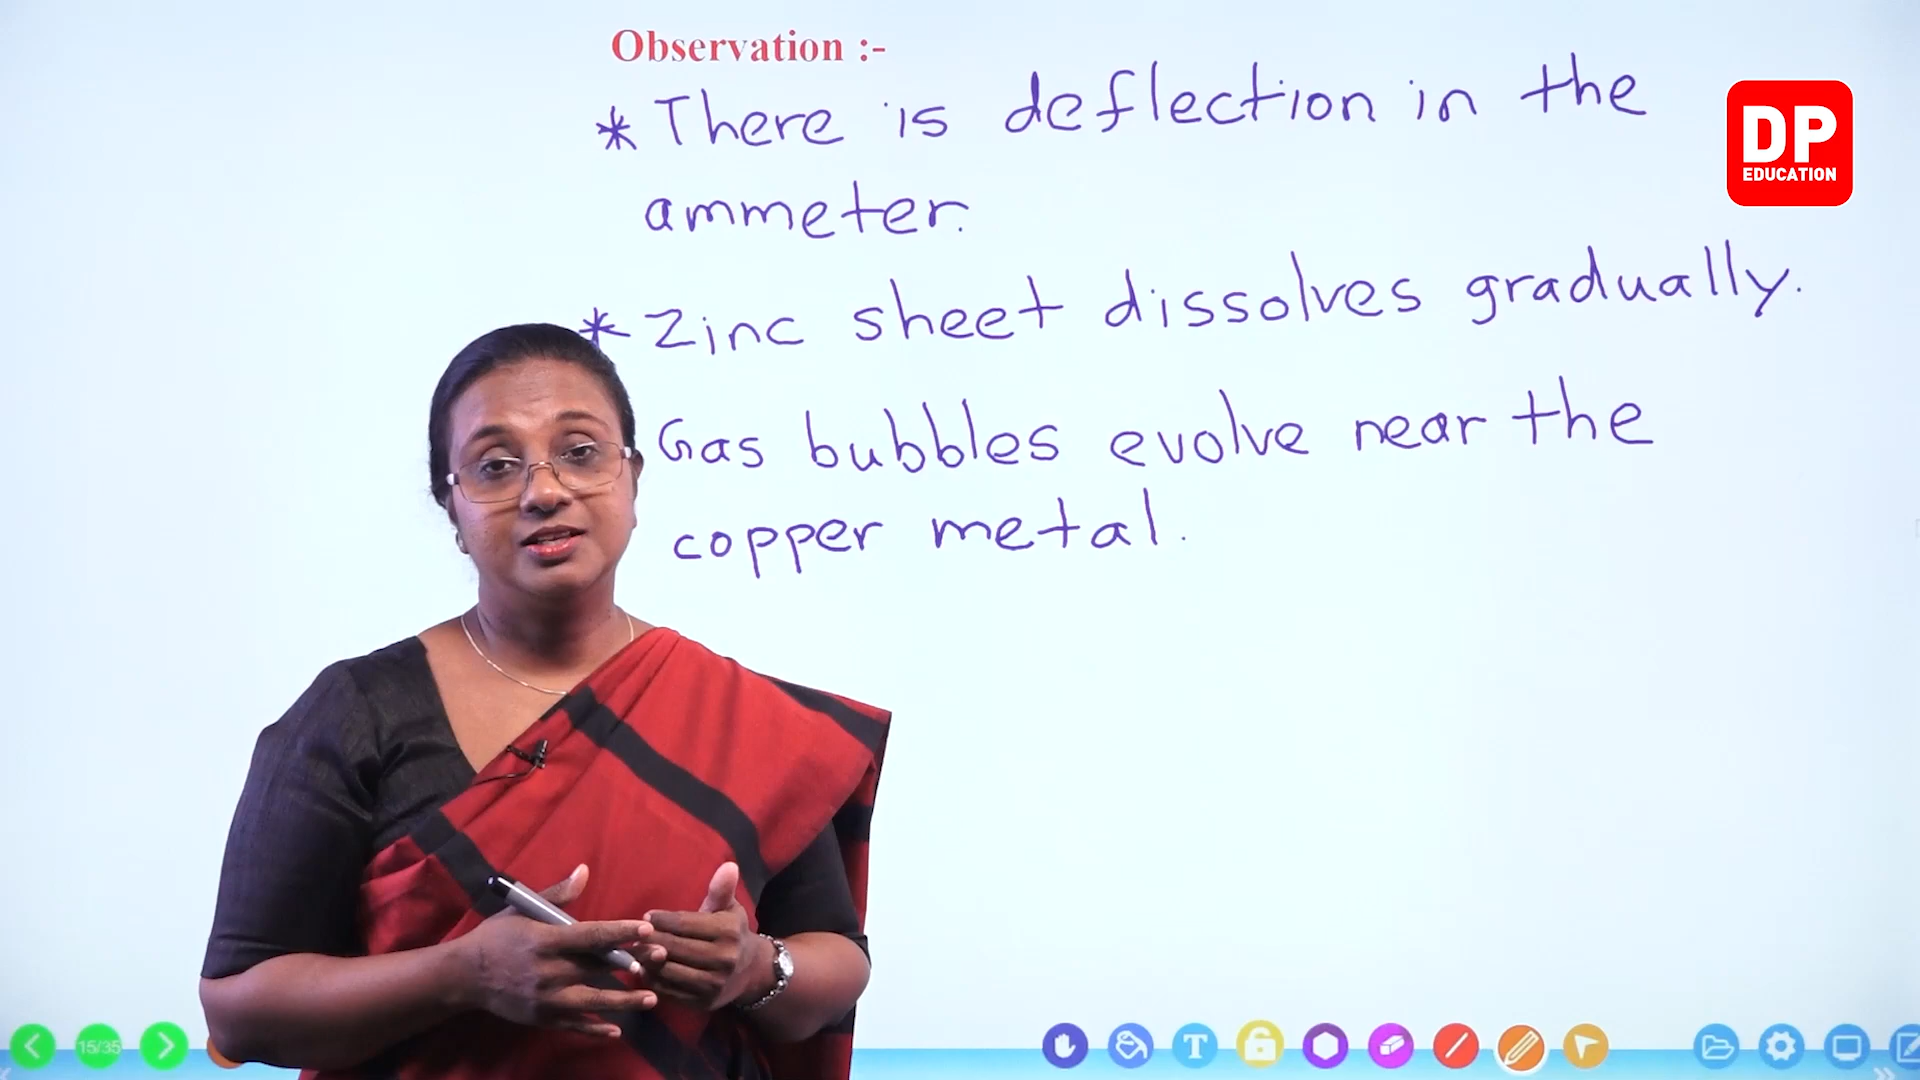 Observation :-
* There is deflection in the
ammeter.
* Zinc sheet dissolves gradually.
Gas bubbles evolve near the
copper metal.
DP
EDUCATION
15/35
T